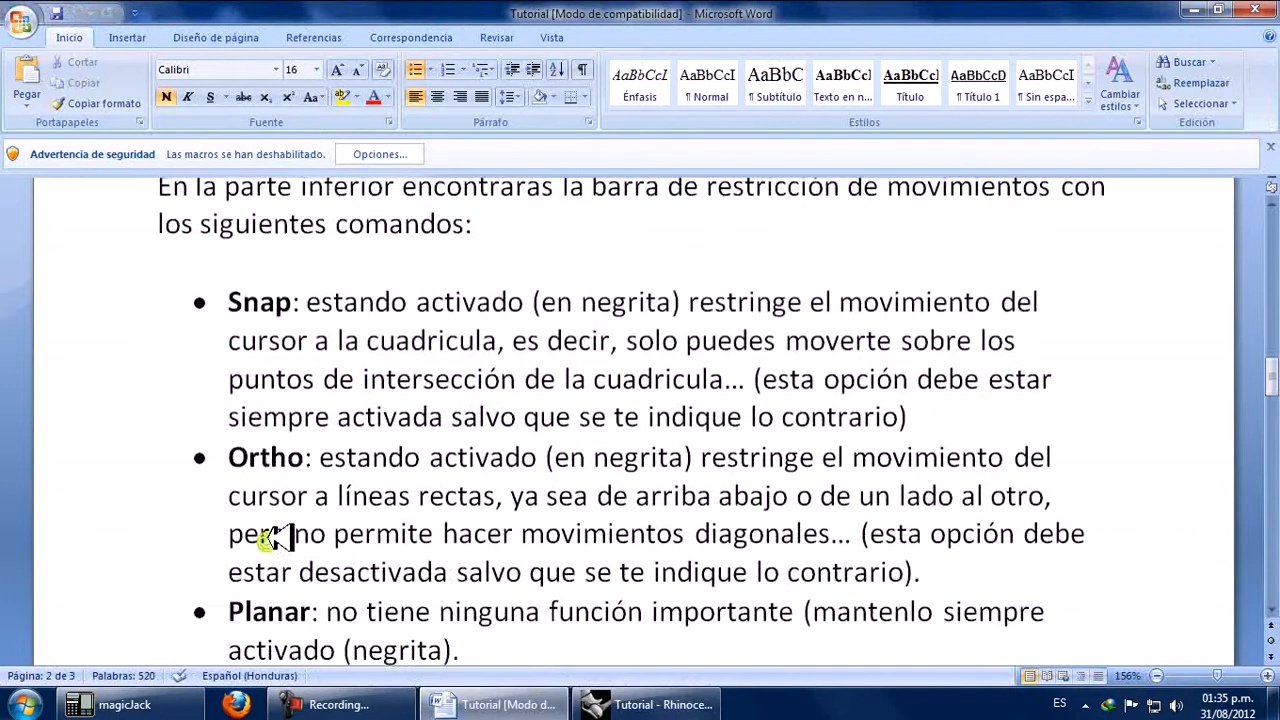 Tutorial [Modo de compatibilidad] - Microsoft Word
Inicio Insertar Diseño de página Referencias Correspondencia Revisar Vista
Pegar
Cortar
Copiar
Copiar formato
Portapapeles
Calibri 16
Fuente
Párrafo
AaBbCcI AaBbCcI AaBbC AaBbCcI AaBbCcI AaBbCcD AaBbCcI
Énfasis ¶ Normal ¶ Subtítulo Texto en n... Título ¶ Título 1 ¶ Sin espa...
Cambiar
estilos
Estilos
Buscar
Reemplazar
Seleccionar
Edición
Advertencia de seguridad Las macros se han deshabilitado. Opciones...
En la parte inferior encontraras la barra de restricción de movimientos con
los siguientes comandos:
• Snap: estando activado (en negrita) restringe el movimiento del
cursor a la cuadricula, es decir, solo puedes moverte sobre los
puntos de intersección de la cuadricula... (esta opción debe estar
siempre activada salvo que se te indique lo contrario)
• Ortho: estando activado (en negrita) restringe el movimiento del
cursor a líneas rectas, ya sea de arriba abajo o de un lado al otro,
pero no permite hacer movimientos diagonales... (esta opción debe
estar desactivada salvo que se te indique lo contrario).
• Planar: no tiene ninguna función importante (mantenlo siempre
activado (negrita).
Página: 2 de 3 Palabras: 520 Español (Honduras) 156%
magicJack Recording... Tutorial [Modo d... Tutorial - Rhinoce... ES 01:35 p.m.
31/08/2012